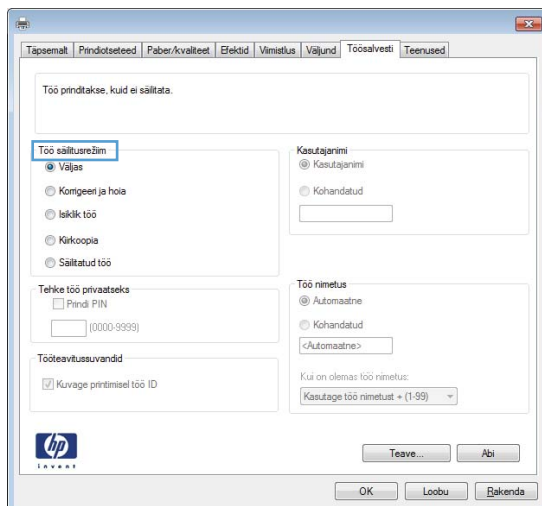 Täpsemalt Prindiotseteed Paber/kvaliteet Efektid Viimistlus Väljund Töösalvesti Teenused
Töö prinditakse, kuid ei säilitata.
Töö säilitusrežiim
Väljas
Korrigeeri ja hoia
Isiklik töö
Kiirkoopia
Säilitatud töö
Tehke töö privaatseks
Prindi PIN
(0000-9999)
Tööteavitussuvandid
Kuvage printimisel töö ID
Kasutajanimi
Kasutajanimi
Kohandatud
Töö nimetus
Automaatne
Kohandatud
<Automaatne>
Kui on olemas töö nimetus:
Kasutage töö nimetust + (1-99)
hp
invent
Teave... Abi
OK Loobu Rakenda